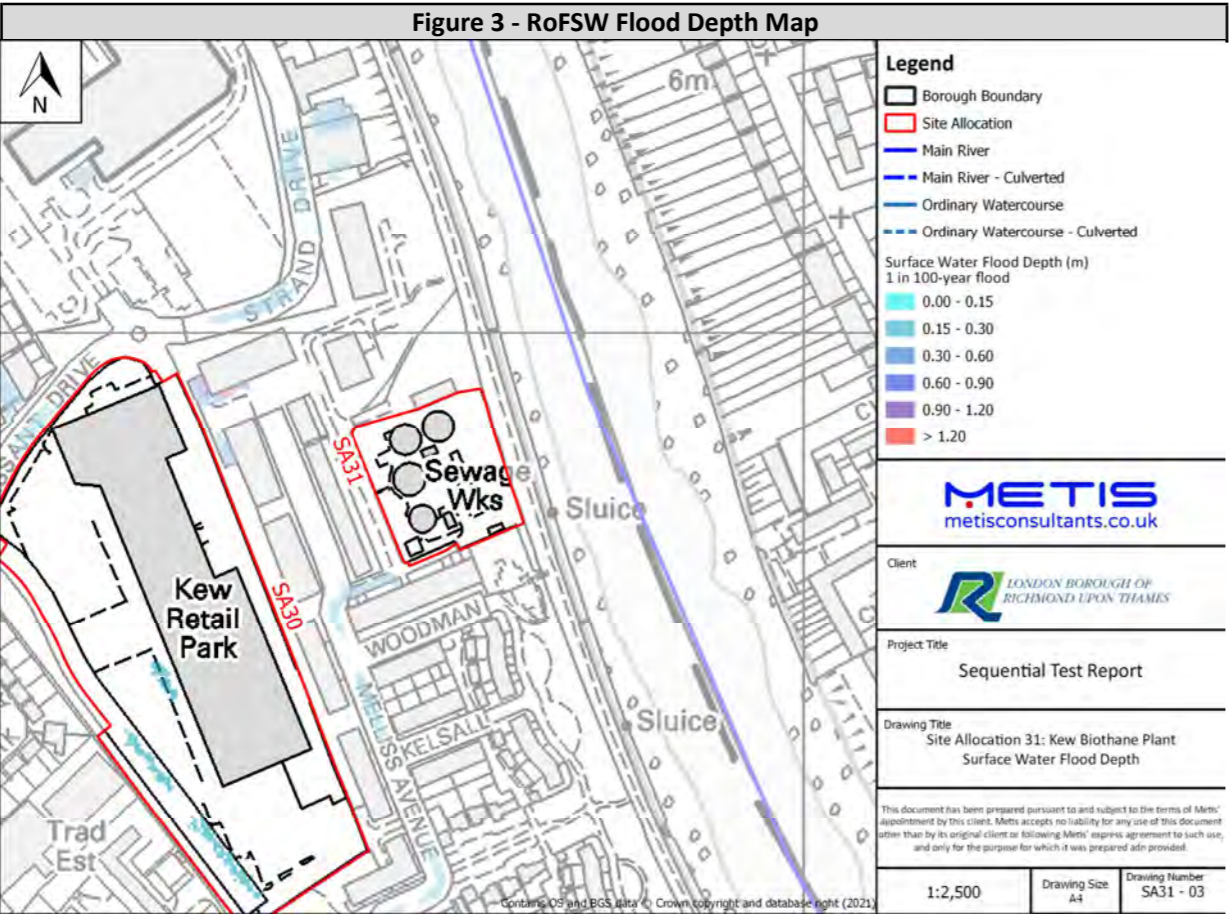 Figure 3 - RoFSW Flood Depth Map
N
6m
STRAND DRIVE
SSANT DRIVE
SA31
Sewage
Wks
Sluice
Kew
Retail
Park
SA30
WOODMAN
KELSALL
MELLISS AVENUE
Sluice
Trad
Est
Contains OS and BGS data © Crown copyright and database right (2021)
Legend
Borough Boundary
Site Allocation
Main River
Main River - Culverted
Ordinary Watercourse
Ordinary Watercourse - Culverted
Surface Water Flood Depth (m)
1 in 100-year flood
0.00 - 0.15
0.15 - 0.30
0.30 - 0.60
0.60 - 0.90
0.90 - 1.20
> 1.20
METIS
metisconsultants.co.uk
Client
LONDON BOROUGH OF
RICHMOND UPON THAMES
Project Title
Sequential Test Report
Drawing Title
Site Allocation 31: Kew Biothane Plant
Surface Water Flood Depth
This document has been prepared pursuant to and subject to the terms of Metis'
appointment by this client. Metis accepts no liability for any use of this document
other than by its original client or following Metis' express agreement to such use,
and only for the purpose for which it was prepared adn provided.
1:2,500
Drawing Size
A4
Drawing Number
SA31 - 03